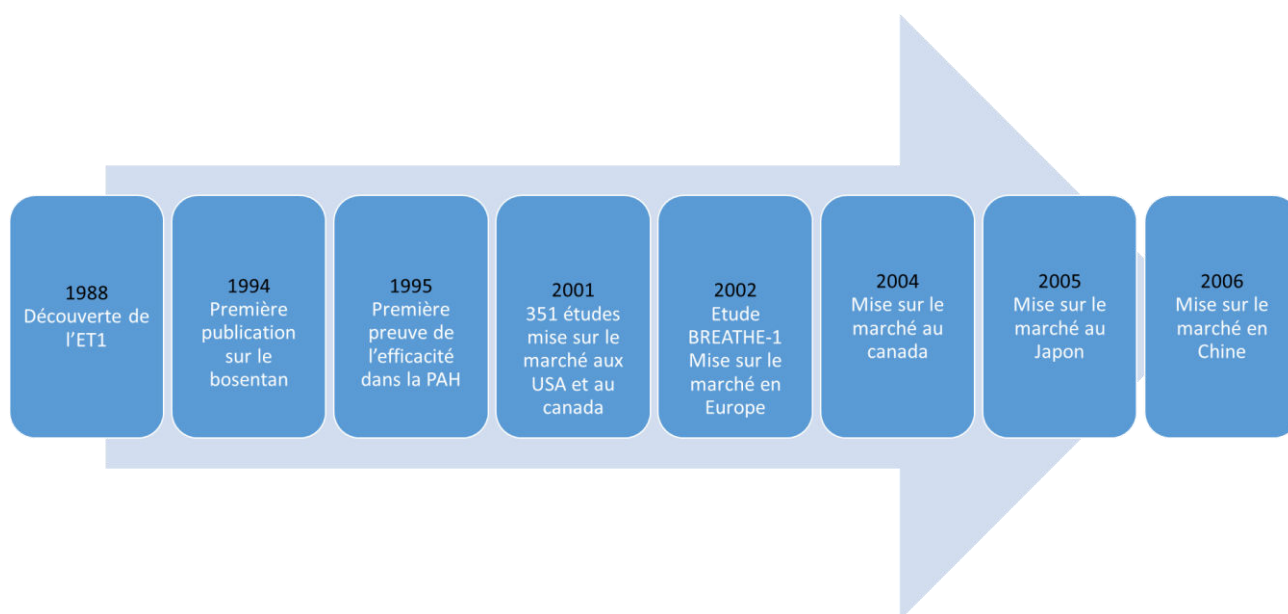 1988
Découverte de
l'ET1
1994
Première
publication
sur le
bosentan
1995
Première
preuve de
l'efficacité
dans la PAH
2001
351 études
mise sur le
marché aux
USA et au
canada
2002
Etude
BREATHE-1
Mise sur le
marché en
Europe
2004
Mise sur le
marché au
canada
2005
Mise sur le
marché au
Japon
2006
Mise sur le
marché en
Chine